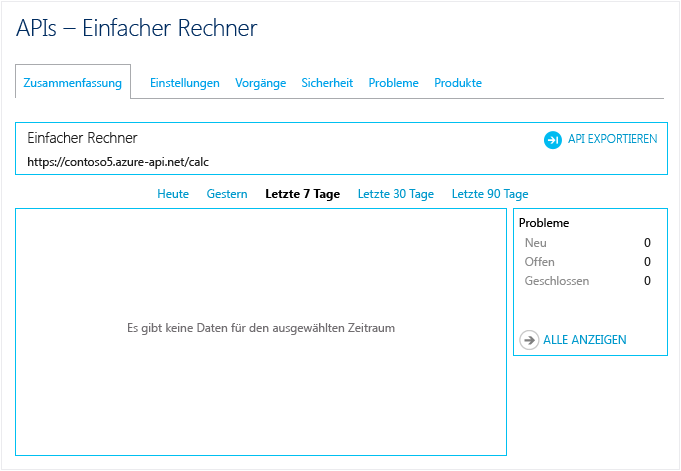 APIs – Einfacher Rechner
Zusammenfassung Einstellungen Vorgänge Sicherheit Probleme Produkte
Einfacher Rechner API EXPORTIEREN
https://contoso5.azure-api.net/calc
Heute Gestern Letzte 7 Tage Letzte 30 Tage Letzte 90 Tage
Probleme
Neu 0
Offen 0
Geschlossen 0
Es gibt keine Daten für den ausgewählten Zeitraum
ALLE ANZEIGEN